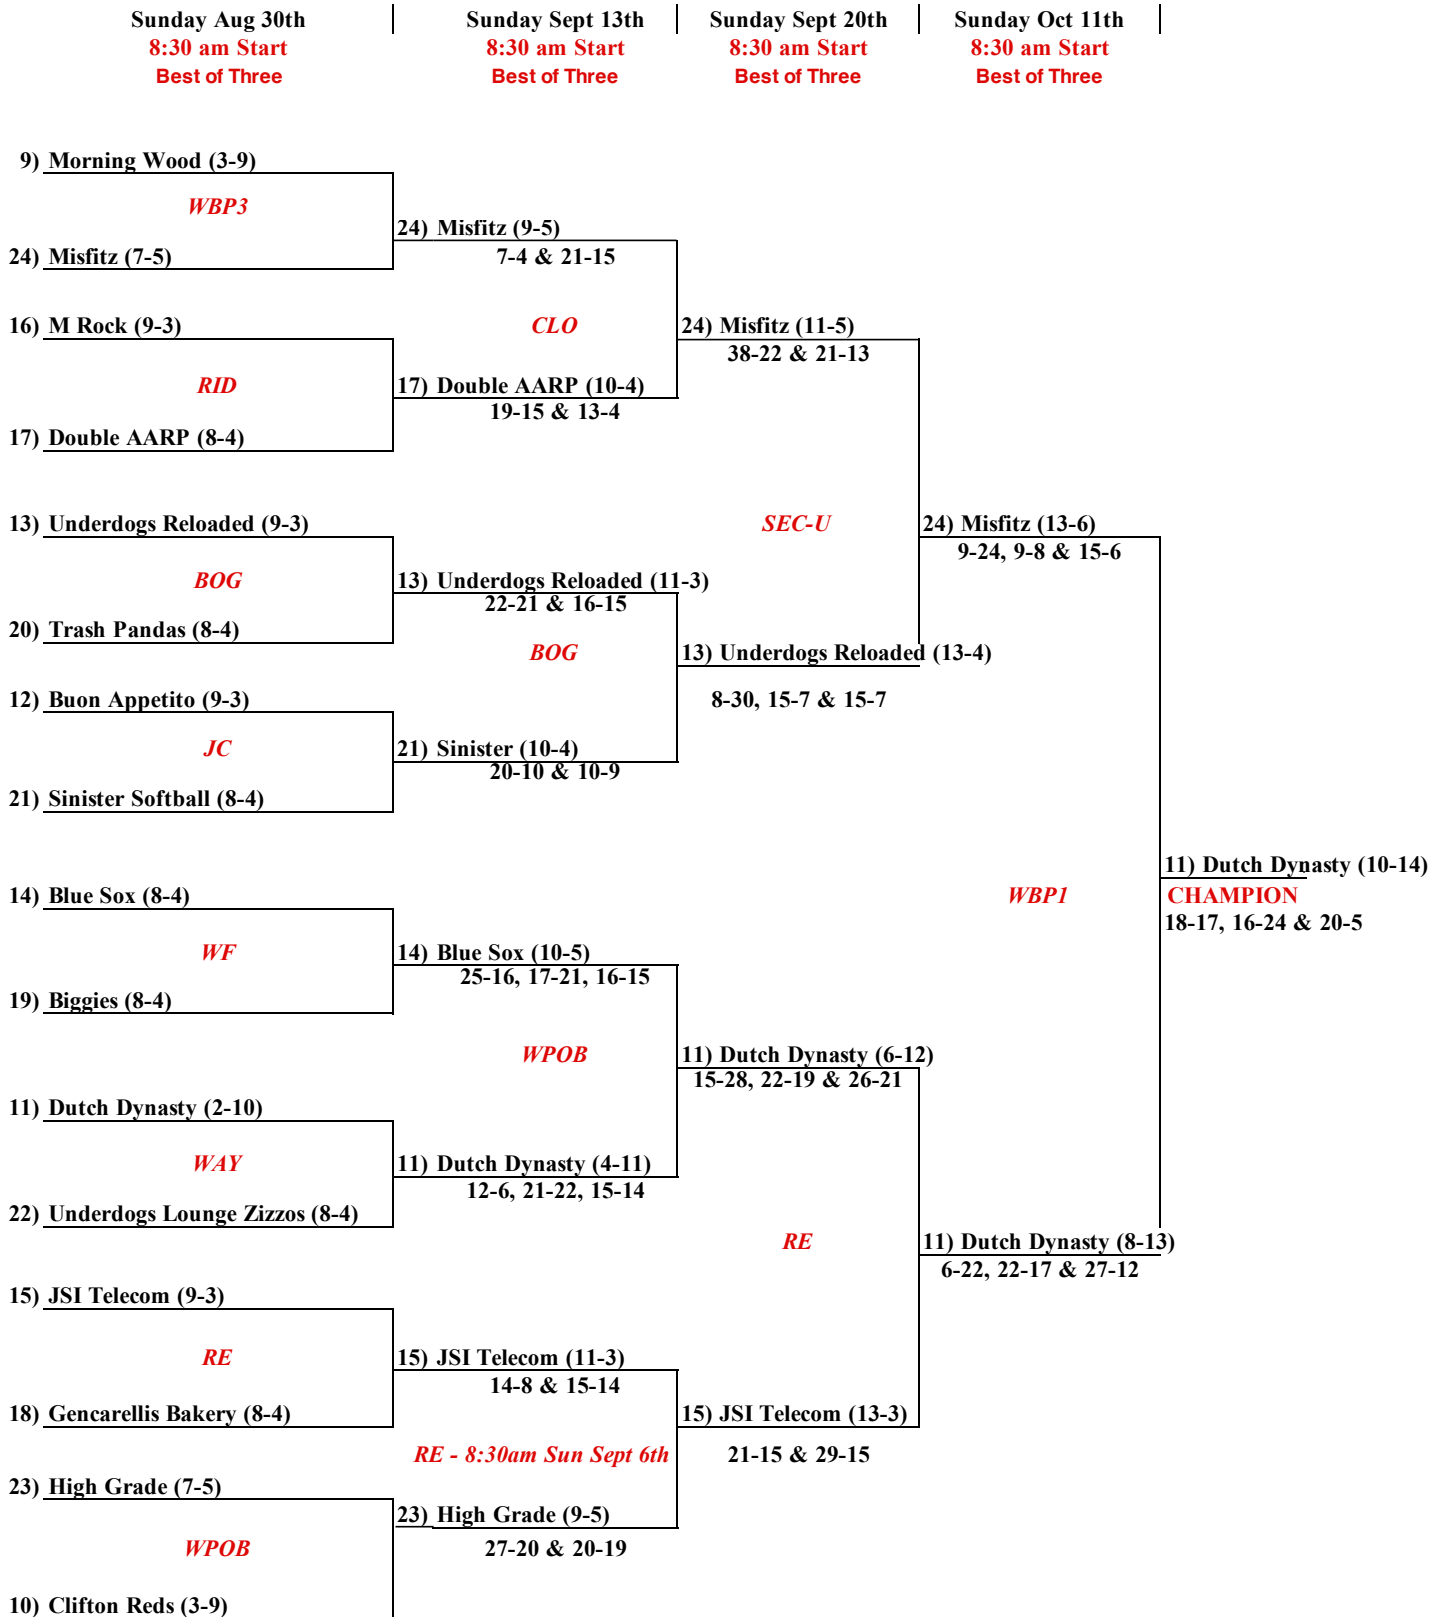 Sunday Aug 30th
8:30 am Start
Best of Three
Sunday Sept 13th
8:30 am Start
Best of Three
Sunday Sept 20th
8:30 am Start
Best of Three
Sunday Oct 11th
8:30 am Start
Best of Three
9) Morning Wood (3-9)
WBP3
24) Misfitz (7-5)
16) M Rock (9-3)
RID
17) Double AARP (8-4)
13) Underdogs Reloaded (9-3)
BOG
20) Trash Pandas (8-4)
12) Buon Appetito (9-3)
JC
21) Sinister Softball (8-4)
14) Blue Sox (8-4)
WF
19) Biggies (8-4)
11) Dutch Dynasty (2-10)
WAY
22) Underdogs Lounge Zizzos (8-4)
15) JSI Telecom (9-3)
RE
18) Gencarellis Bakery (8-4)
23) High Grade (7-5)
WPOB
10) Clifton Reds (3-9)
24) Misfitz (9-5)
7-4 & 21-15
CLO
17) Double AARP (10-4)
19-15 & 13-4
13) Underdogs Reloaded (11-3)
22-21 & 16-15
BOG
21) Sinister (10-4)
20-10 & 10-9
14) Blue Sox (10-5)
25-16, 17-21, 16-15
WPOB
11) Dutch Dynasty (4-11)
12-6, 21-22, 15-14
15) JSI Telecom (11-3)
14-8 & 15-14
RE - 8:30am Sun Sept 6th
23) High Grade (9-5)
27-20 & 20-19
24) Misfitz (11-5)
38-22 & 21-13
SEC-U
13) Underdogs Reloaded (13-4)
8-30, 15-7 & 15-7
11) Dutch Dynasty (6-12)
15-28, 22-19 & 26-21
RE
15) JSI Telecom (13-3)
21-15 & 29-15
24) Misfitz (13-6)
9-24, 9-8 & 15-6
WBP1
11) Dutch Dynasty (8-13)
6-22, 22-17 & 27-12
11) Dutch Dynasty (10-14)
CHAMPION
18-17, 16-24 & 20-5